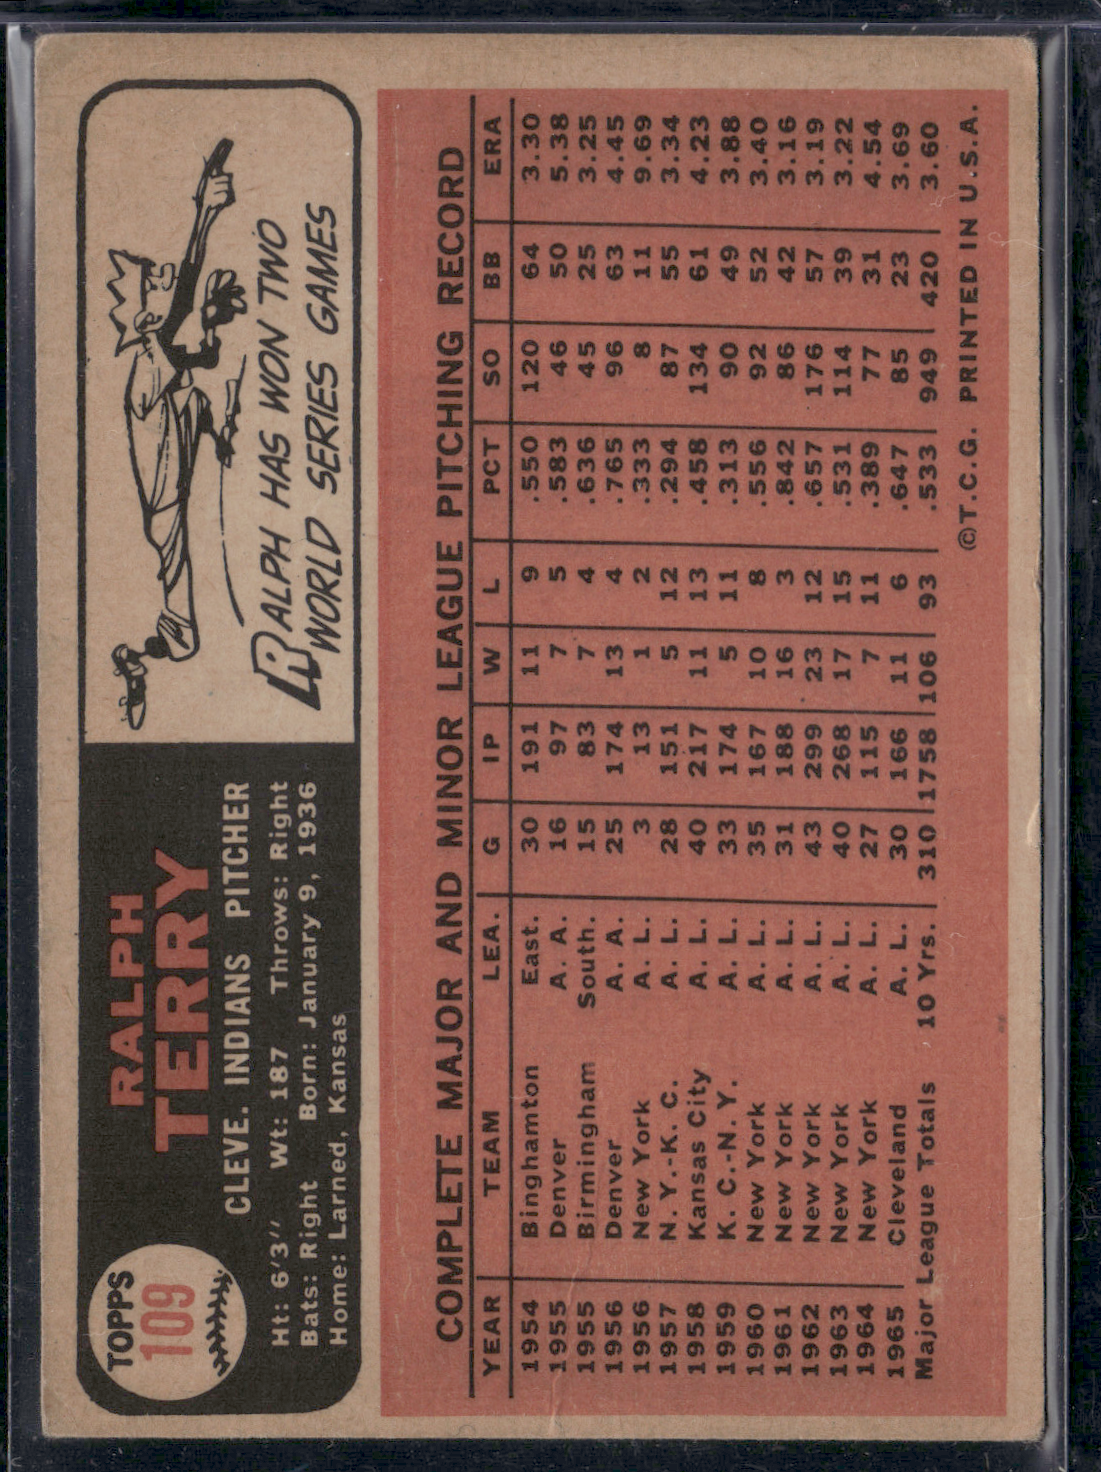 TOPPS
109
RALPH
TERRY
CLEVE. INDIANS PITCHER
Ht: 6'3" Wt: 187 Throws: Right
Bats: Right Born: January 9, 1936
Home: Larned, Kansas
RALPH HAS WON TWO
WORLD SERIES GAMES
COMPLETE MAJOR AND MINOR LEAGUE PITCHING RECORD
YEAR TEAM LEA. G IP W L PCT SO BB ERA
1954 Binghamton East. 30 191 11 9 .550 120 64 3.30
1955 Denver A. A. 16 97 7 5 .583 46 50 5.38
1955 Birmingham South. 15 83 7 4 .636 45 25 3.25
1956 Denver A. A. 25 174 13 4 .765 96 63 4.45
1956 New York A. L. 3 13 1 2 .333 8 11 9.69
1957 N. Y.-K. C. A. L. 28 151 5 12 .294 87 55 3.34
1958 Kansas City A. L. 40 217 11 13 .458 134 61 4.23
1959 K. C.-N. Y. A. L. 33 174 5 11 .313 90 49 3.88
1960 New York A. L. 35 167 10 8 .556 92 52 3.40
1961 New York A. L. 31 188 16 3 .842 86 42 3.16
1962 New York A. L. 43 299 23 12 .657 176 57 3.19
1963 New York A. L. 40 268 17 15 .531 114 39 3.22
1964 New York A. L. 27 115 7 11 .389 77 31 4.54
1965 Cleveland A. L. 30 166 11 6 .647 85 23 3.69
Major League Totals 10 Yrs. 310 1758 106 93 .533 949 420 3.60
©T.C.G. PRINTED IN U.S.A.